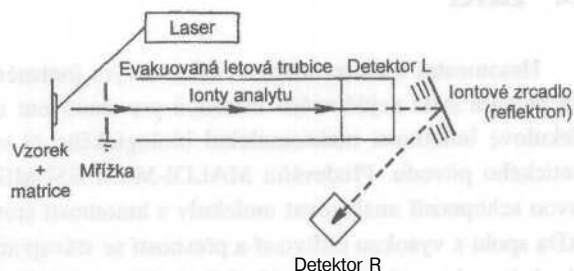 Laser
Evakuovaná letová trubice
Detektor L
Ionty analytu
Iontové zrcadlo
(reflektron)
Vzorek
+
matrice
Mřížka
Detektor R